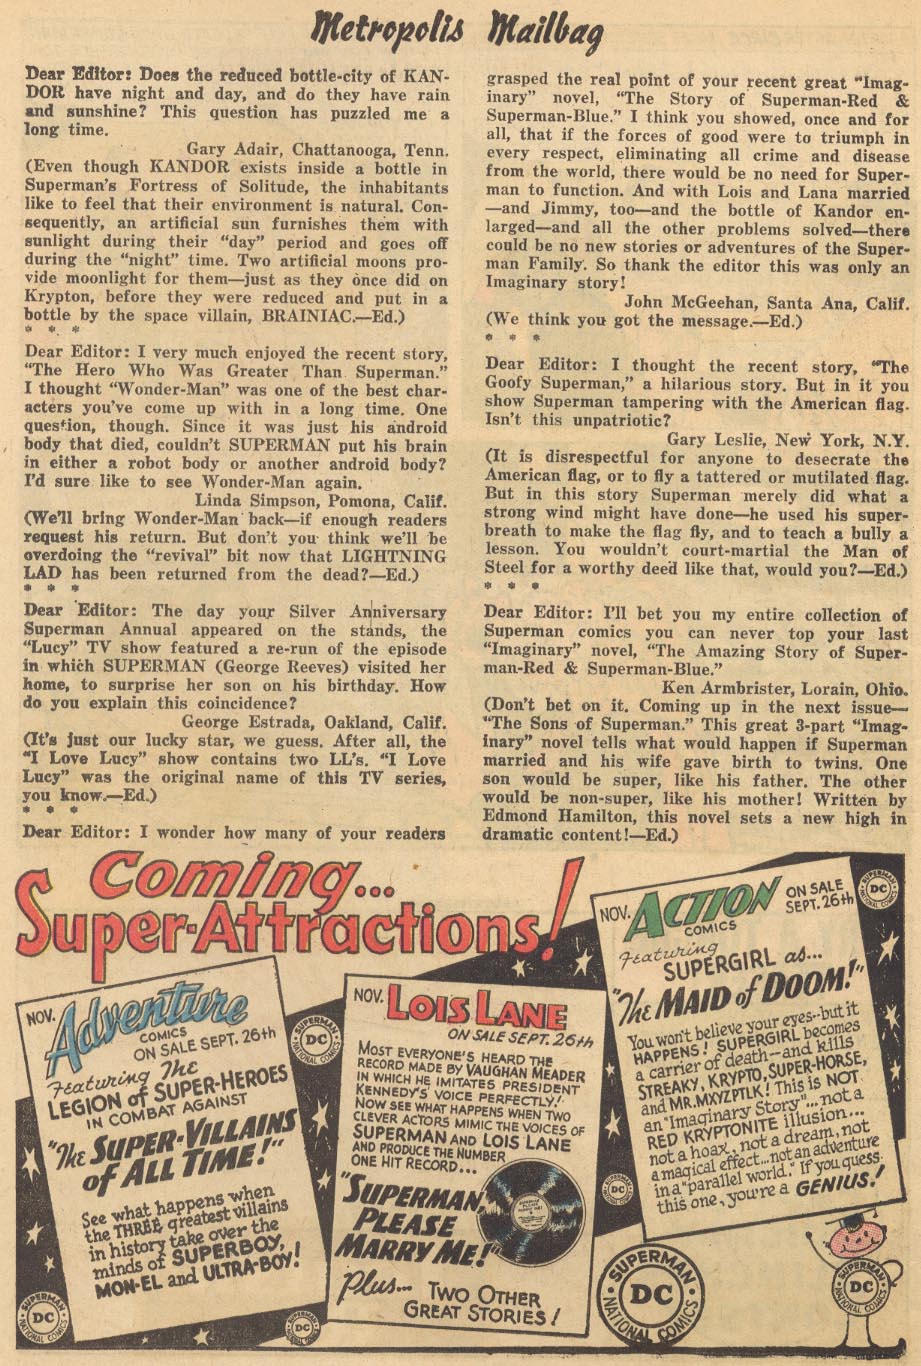 Metropolis Mailbag
Dear Editor: Does the reduced bottle-city of KAN-
DOR have night and day, and do they have rain
and sunshine? This question has puzzled me a
long time.
Gary Adair, Chattanooga, Tenn.
(Even though KANDOR exists inside a bottle in
Superman's Fortress of Solitude, the inhabitants
like to feel that their environment is natural. Con-
sequently, an artificial sun furnishes them with
sunlight during their "day" period and goes off
during the "night" time. Two artificial moons pro-
vide moonlight for them—just as they once did on
Krypton, before they were reduced and put in a
bottle by the space villain, BRAINIAC.—Ed.)
* * *
Dear Editor: I very much enjoyed the recent story,
"The Hero Who Was Greater Than Superman."
I thought "Wonder-Man" was one of the best char-
acters you've come up with in a long time. One
question, though. Since it was just his android
body that died, couldn't SUPERMAN put his brain
in either a robot body or another android body?
I'd sure like to see Wonder-Man again.
Linda Simpson, Pomona, Calif.
(We'll bring Wonder-Man back—if enough readers
request his return. But don't you think we'll be
overdoing the "revival" bit now that LIGHTNING
LAD has been returned from the dead?—Ed.)
* * *
Dear Editor: The day your Silver Anniversary
Superman Annual appeared on the stands, the
"Lucy" TV show featured a re-run of the episode
in which SUPERMAN (George Reeves) visited her
home, to surprise her son on his birthday. How
do you explain this coincidence?
George Estrada, Oakland, Calif.
(It's just our lucky star, we guess. After all, the
"I Love Lucy" show contains two LL's. "I Love
Lucy" was the original name of this TV series,
you know.—Ed.)
* * *
Dear Editor: I wonder how many of your readers
grasped the real point of your recent great "Imag-
inary" novel, "The Story of Superman-Red &
Superman-Blue." I think you showed, once and for
all, that if the forces of good were to triumph in
every respect, eliminating all crime and disease
from the world, there would be no need for Super-
man to function. And with Lois and Lana married
—and Jimmy, too—and the bottle of Kandor en-
larged—and all the other problems solved—there
could be no new stories or adventures of the Super-
man Family. So thank the editor this was only an
Imaginary story!
John McGeehan, Santa Ana, Calif.
(We think you got the message.—Ed.)
* * *
Dear Editor: I thought the recent story, "The
Goofy Superman," a hilarious story. But in it you
show Superman tampering with the American flag.
Isn't this unpatriotic?
Gary Leslie, New York, N.Y.
(It is disrespectful for anyone to desecrate the
American flag, or to fly a tattered or mutilated flag.
But in this story Superman merely did what a
strong wind might have done—he used his super-
breath to make the flag fly, and to teach a bully a
lesson. You wouldn't court-martial the Man of
Steel for a worthy deed like that, would you?—Ed.)
* * *
Dear Editor: I'll bet you my entire collection of
Superman comics you can never top your last
"Imaginary" novel, "The Amazing Story of Super-
man-Red & Superman-Blue."
Ken Armbrister, Lorain, Ohio.
(Don't bet on it. Coming up in the next issue—
"The Sons of Superman." This great 3-part "Imag-
inary" novel tells what would happen if Superman
married and his wife gave birth to twins. One
son would be super, like his father. The other
would be non-super, like his mother! Written by
Edmond Hamilton, this novel sets a new high in
dramatic content!—Ed.)
Coming...
Super-Attractions!
NOV.
Adventure
COMICS
ON SALE SEPT. 26th
Featuring The
LEGION of SUPER-HEROES
IN COMBAT AGAINST
"The SUPER-VILLAINS
of ALL TIME!"
See what happens when
the THREE greatest villains
in history take over the
minds of SUPERBOY,
MON-EL and ULTRA-BOY!
SUPERMAN
DC
NATIONAL COMICS
SUPERMAN
DC
NATIONAL COMICS
SUPERMAN
DC
NATIONAL COMICS
NOV.
LOIS LANE
ON SALE SEPT. 26th
MOST EVERYONE'S HEARD THE
RECORD MADE BY VAUGHAN MEADER
IN WHICH HE IMITATES PRESIDENT
KENNEDY'S VOICE PERFECTLY!
NOW SEE WHAT HAPPENS WHEN TWO
CLEVER ACTORS MIMIC THE VOICES OF
SUPERMAN AND LOIS LANE
AND PRODUCE THE NUMBER
ONE HIT RECORD...
"SUPERMAN,
PLEASE
MARRY ME!"
Plus... TWO OTHER
GREAT STORIES!
NOV.
ACTION
COMICS
ON SALE
SEPT. 26th
Featuring
SUPERGIRL as...
"The MAID of DOOM!"
You won't believe your eyes-but it
HAPPENS! SUPERGIRL becomes
a carrier of death--and kills
STREAKY, KRYPTO, SUPER-HORSE,
and MR. MXYZPTLK! This is NOT
an "Imaginary Story"...not a
RED KRYPTONITE illusion...
not a hoax, not a dream, not
a magical effect...not an adventure
in a "parallel world." If you guess
this one, you're a GENIUS!
SUPERMAN
DC
NATIONAL COMICS
DC
SUPERMAN
DC
NATIONAL COMICS
SUPERMAN
DC
NATIONAL COMICS